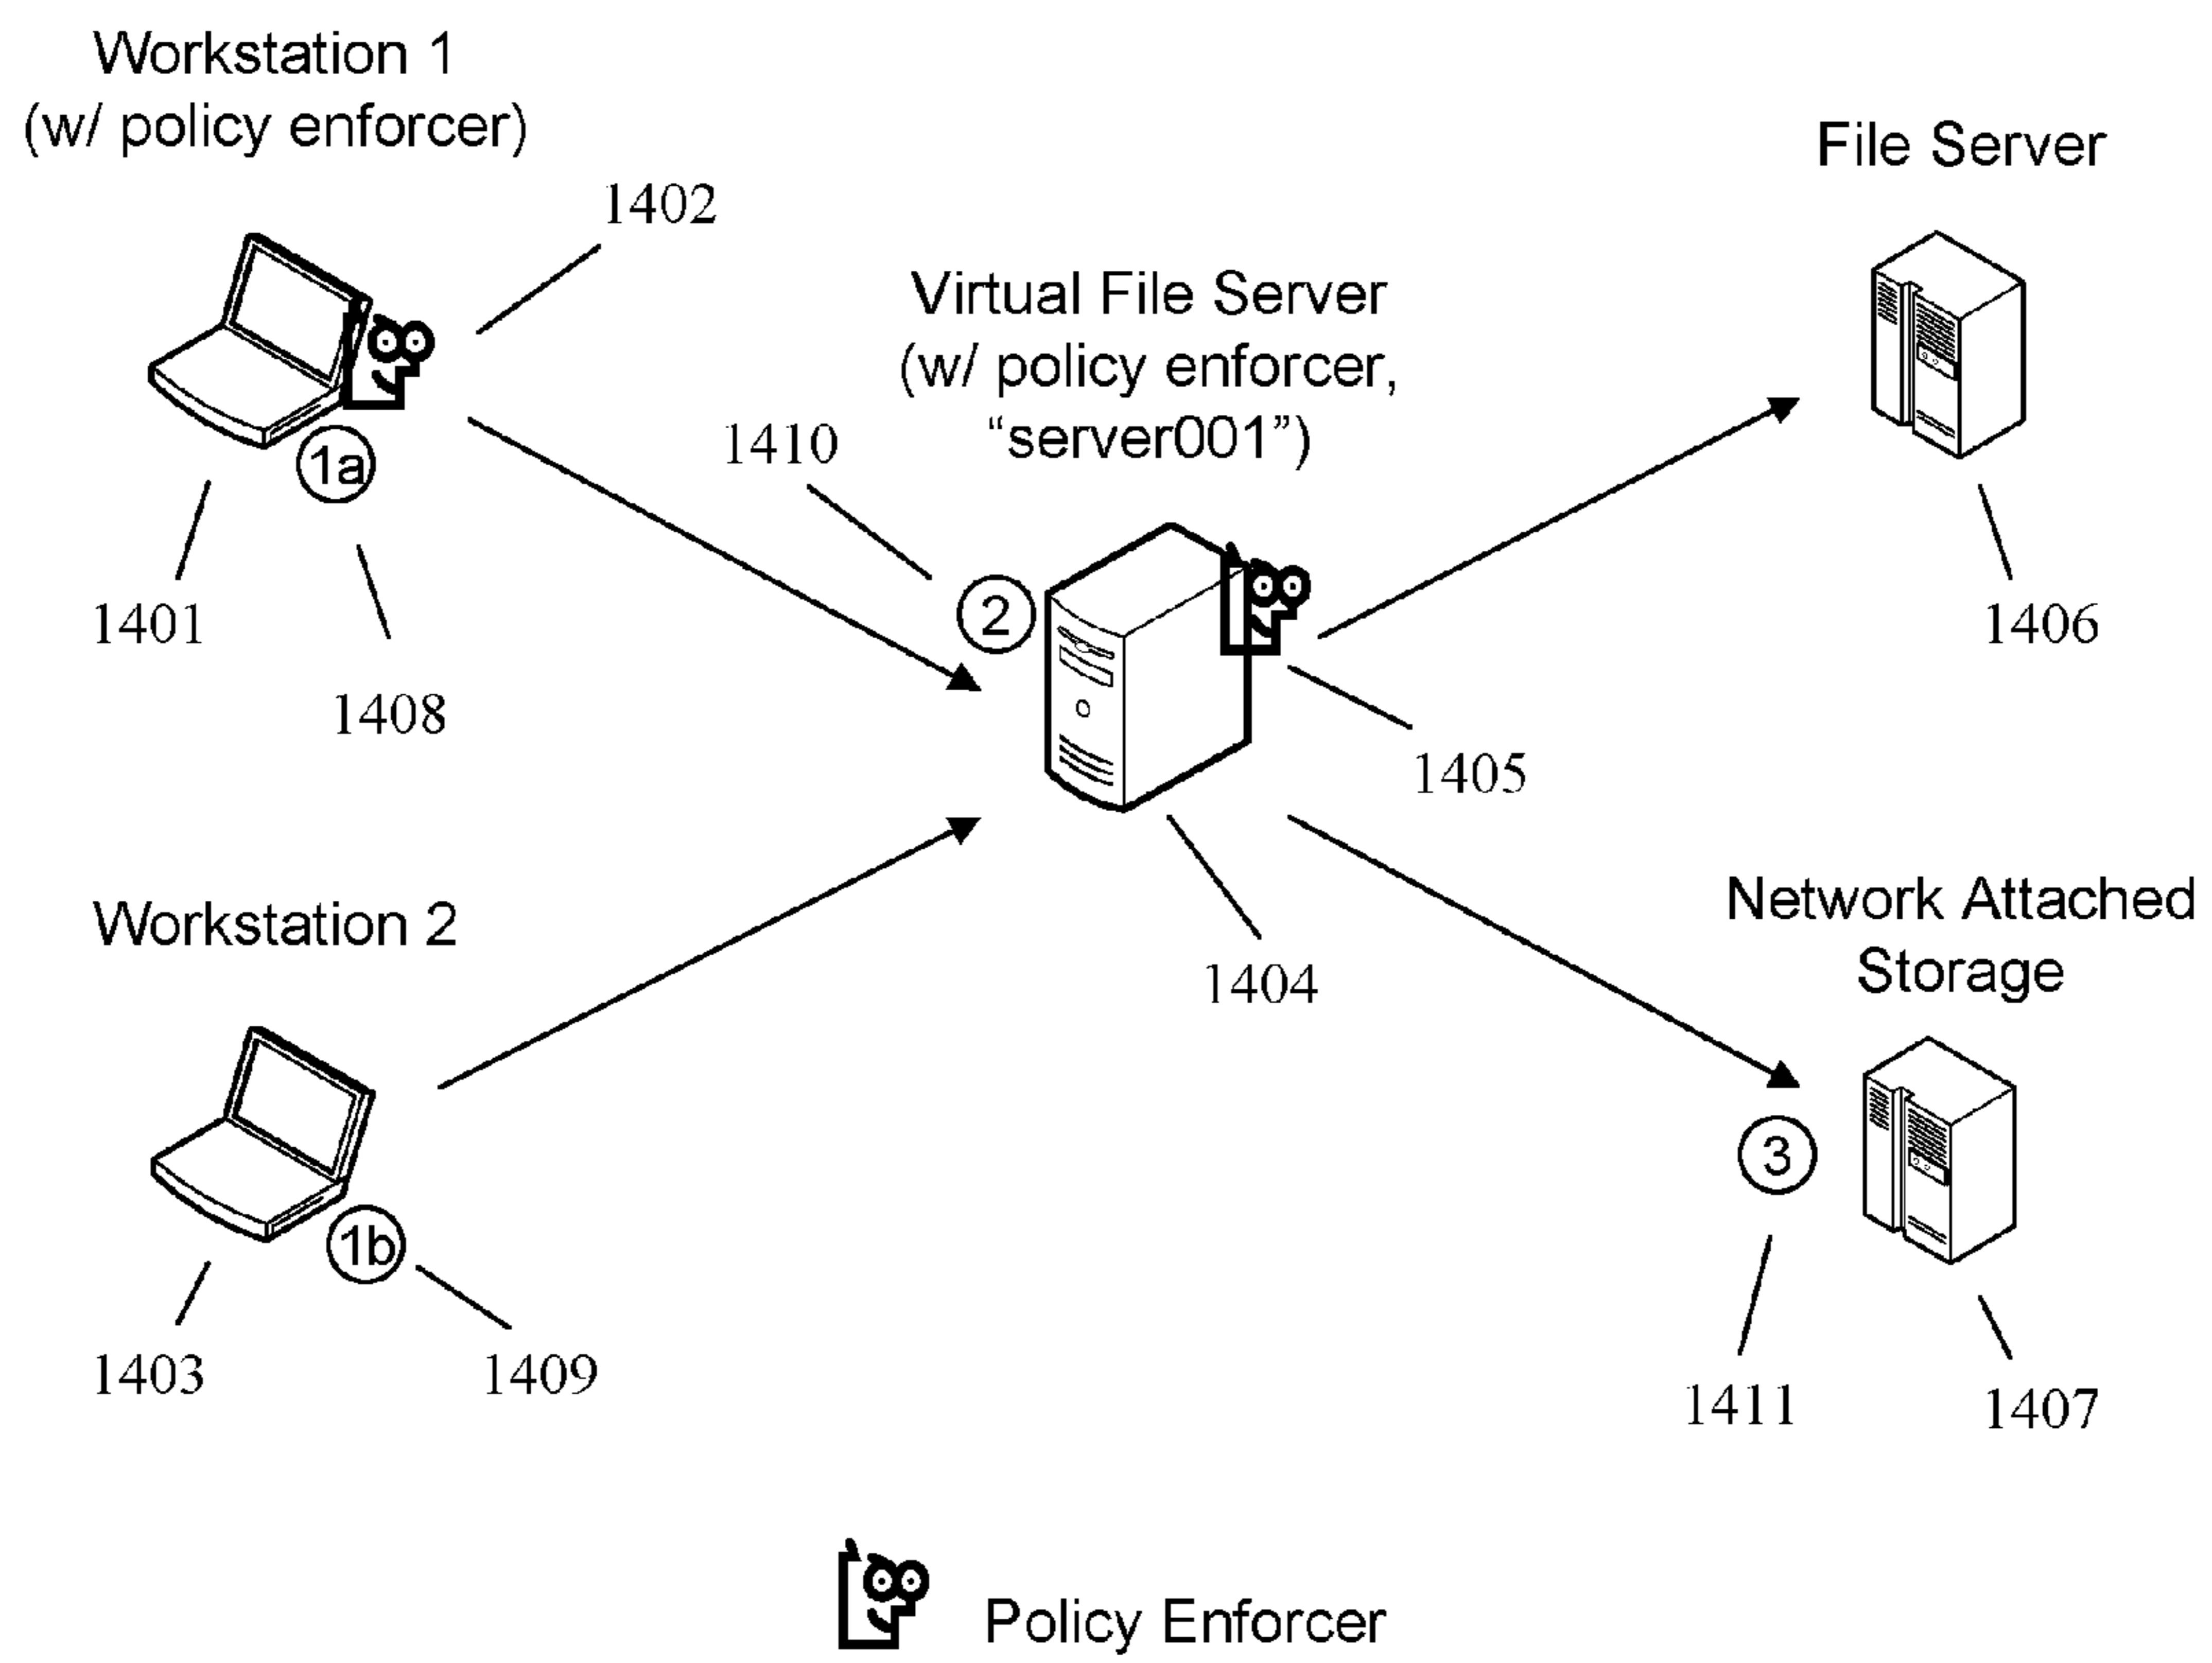 Workstation 1
(w/ policy enforcer)
1402
File Server
Virtual File Server
(w/ policy enforcer,
“server001”)
1410
1a
1401
1408
2
1406
1405
Workstation 2
1404
Network Attached
Storage
1b
3
1403
1409
1411
1407
Policy Enforcer